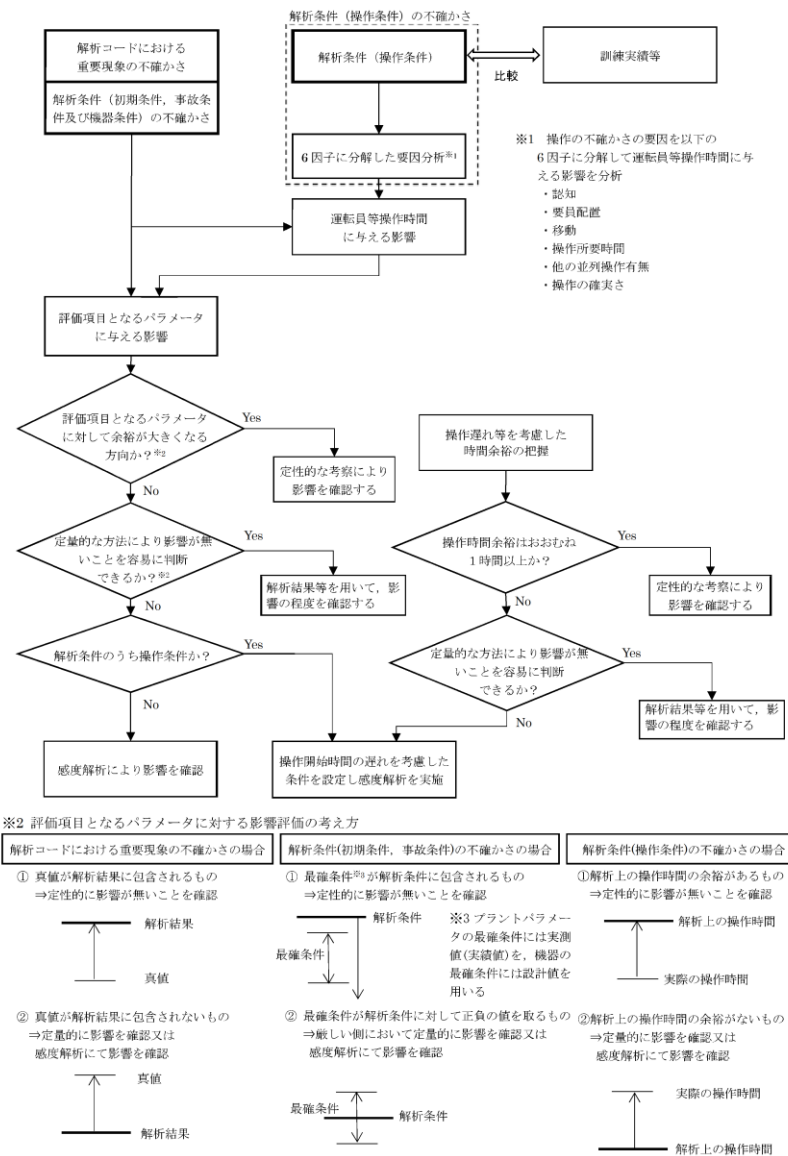 解析条件（操作条件）の不確かさ
解析コードにおける
重要現象の不確かさ
解析条件（初期条件，事故条
件及び機器条件）の不確かさ
解析条件（操作条件）
比較
訓練実績等
6因子に分解した要因分析※1
※1 操作の不確かさの要因を以下の
6因子に分解して運転員等操作時間に与
える影響を分析
・認知
・要員配置
・移動
・操作所要時間
・他の並列操作有無
・操作の確実さ
運転員等操作時間
に与える影響
評価項目となるパラメータ
に与える影響
評価項目となるパラメータ
に対して余裕が大きくなる
方向か？※2
Yes
定性的な考察により
影響を確認する
No
定量的な方法により影響が無
いことを容易に判断
できるか？※2
Yes
解析結果等を用いて，影
響の程度を確認する
No
解析条件のうち操作条件か？
Yes
No
感度解析により影響を確認
操作遅れ等を考慮した
時間余裕の把握
操作時間余裕はおおむね
1時間以上か？
Yes
定性的な考察により
影響を確認する
No
定量的な方法により影響が無
いことを容易に判断
できるか？
Yes
解析結果等を用いて，影
響の程度を確認する
No
操作開始時間の遅れを考慮した
条件を設定し感度解析を実施
※2 評価項目となるパラメータに対する影響評価の考え方
解析コードにおける重要現象の不確かさの場合
① 真値が解析結果に包含されるもの
⇒定性的に影響が無いことを確認
解析結果
真値
② 真値が解析結果に包含されないもの
⇒定量的に影響を確認又は
感度解析にて影響を確認
真値
解析結果
解析条件(初期条件，事故条件)の不確かさの場合
① 最確条件※3が解析条件に包含されるもの
⇒定性的に影響が無いことを確認
解析条件
最確条件
※3 プラントパラメー
タの最確条件には実測
値(実績値)を，機器の
最確条件には設計値を
用いる
② 最確条件が解析条件に対して正負の値を取るもの
⇒厳しい側において定量的に影響を確認又は
感度解析にて影響を確認
最確条件
解析条件
解析条件(操作条件)の不確かさの場合
①解析上の操作時間の余裕があるもの
⇒定性的に影響が無いことを確認
解析上の操作時間
実際の操作時間
②解析上の操作時間の余裕がないもの
⇒定量的に影響を確認又は
感度解析にて影響を確認
実際の操作時間
解析上の操作時間